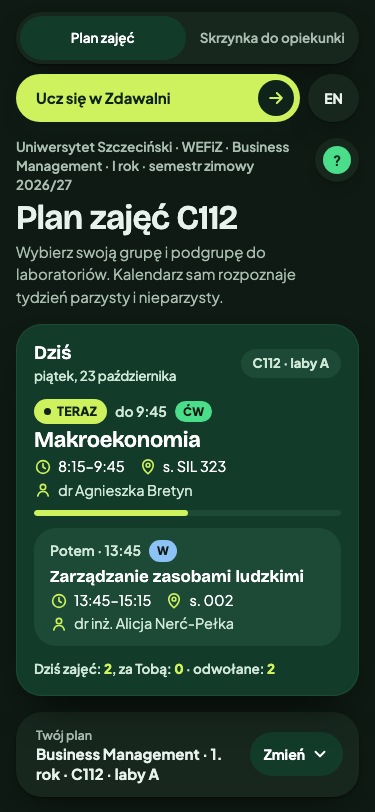 Plan zajęć
Skrzynka do opiekunki
Ucz się w Zdawalni
EN
Uniwersytet Szczeciński · WEFiZ · Business
Management · I rok · semestr zimowy
2026/27
?
Plan zajęć C112
Wybierz swoją grupę i podgrupę do
laboratoriów. Kalendarz sam rozpoznaje
tydzień parzysty i nieparzysty.
Dziś
piątek, 23 października
C112 · laby A
TERAZ do 9:45 ĆW
Makroekonomia
8:15–9:45 s. SIL 323
dr Agnieszka Bretyn
Potem · 13:45 W
Zarządzanie zasobami ludzkimi
13:45–15:15 s. 002
dr inż. Alicja Nerć-Pełka
Dziś zajęć: 2, za Tobą: 0 · odwołane: 2
Twój plan
Business Management · 1.
rok · C112 · laby A
Zmień